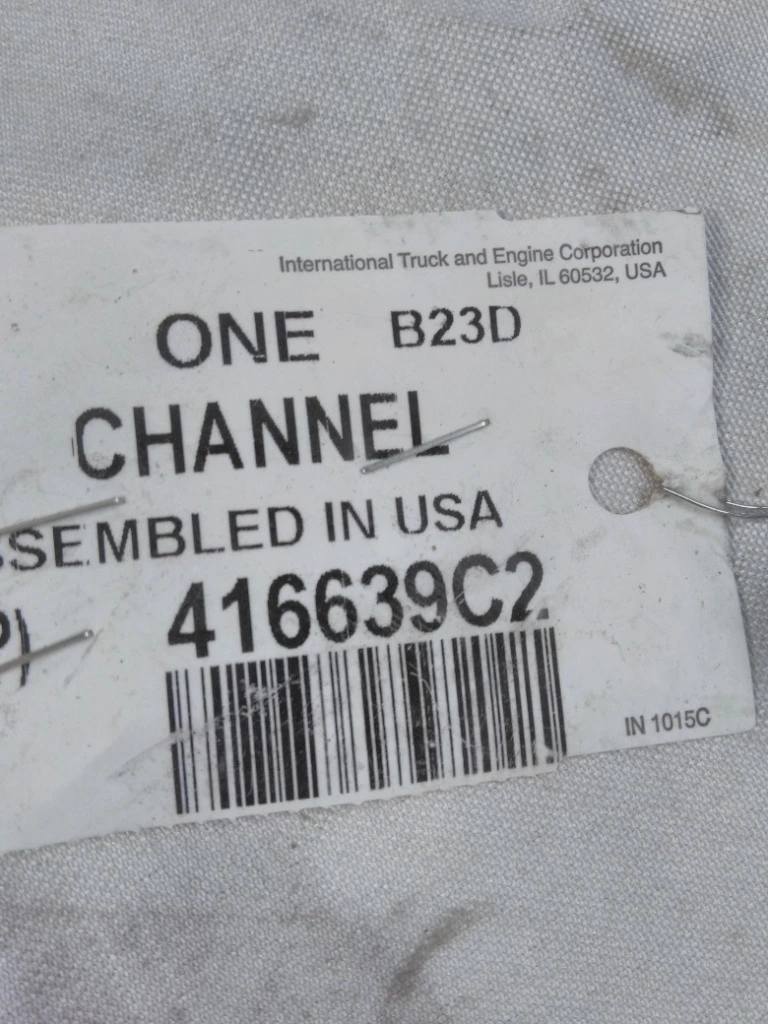 International Truck and Engine Corporation
Lisle, IL 60532, USA
ONE B23D
CHANNEL
SSEMBLED IN USA
P) 416639C2
IN 1015C